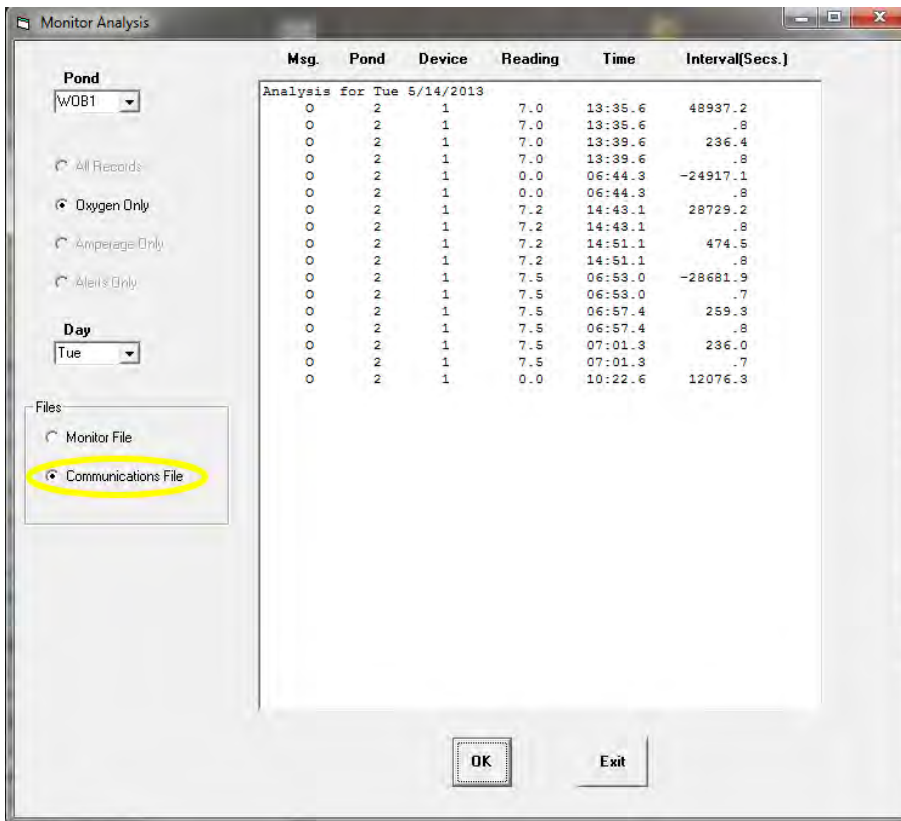 Monitor Analysis
Msg. Pond Device Reading Time Interval(Secs.)
Pond
WOB1
All Records
Oxygen Only
Amperage Only
Alerts Only
Day
Tue
Files
Monitor File
Communications File
Analysis for Tue 5/14/2013
O 2 1 7.0 13:35.6 48937.2
O 2 1 7.0 13:35.6 .8
O 2 1 7.0 13:39.6 236.4
O 2 1 7.0 13:39.6 .8
O 2 1 0.0 06:44.3 -24917.1
O 2 1 0.0 06:44.3 .8
O 2 1 7.2 14:43.1 28729.2
O 2 1 7.2 14:43.1 .8
O 2 1 7.2 14:51.1 474.5
O 2 1 7.2 14:51.1 .8
O 2 1 7.5 06:53.0 -28681.9
O 2 1 7.5 06:53.0 .7
O 2 1 7.5 06:57.4 259.3
O 2 1 7.5 06:57.4 .8
O 2 1 7.5 07:01.3 236.0
O 2 1 7.5 07:01.3 .7
O 2 1 0.0 10:22.6 12076.3
OK
Exit